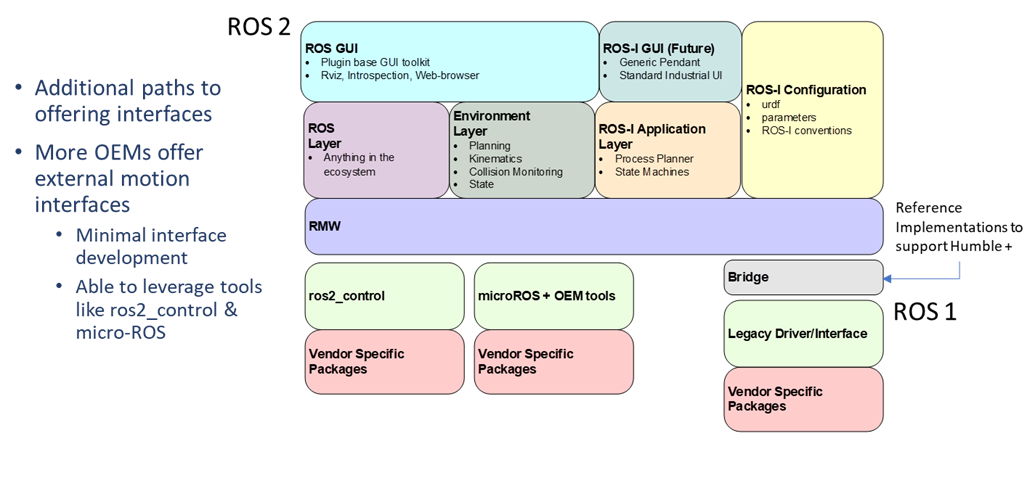 ROS 2
• Additional paths to
offering interfaces
• More OEMs offer
external motion
interfaces
• Minimal interface
development
• Able to leverage tools
like ros2_control &
micro-ROS
ROS GUI
• Plugin base GUI toolkit
• Rviz, Introspection, Web-browser
ROS-I GUI (Future)
• Generic Pendant
• Standard Industrial UI
ROS-I Configuration
• urdf
• parameters
• ROS-I conventions
ROS
Layer
• Anything in the
ecosystem
Environment
Layer
• Planning
• Kinematics
• Collision Monitoring
• State
ROS-I Application
Layer
• Process Planner
• State Machines
RMW
Reference
Implementations to
support Humble +
ros2_control
microROS + OEM tools
Bridge
ROS 1
Legacy Driver/Interface
Vendor Specific
Packages
Vendor Specific
Packages
Vendor Specific
Packages